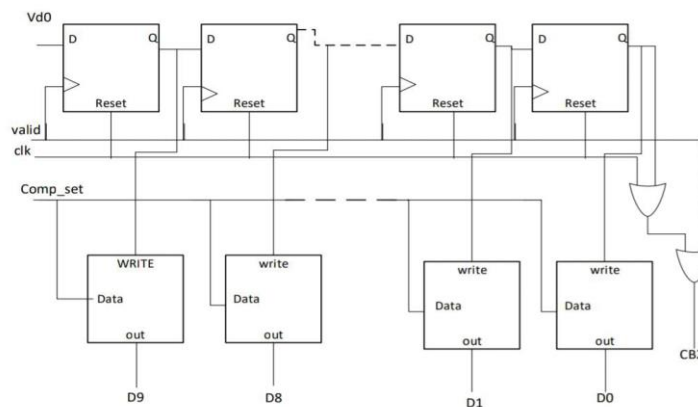 Vd0
D Q D Q D Q D Q
Reset Reset Reset Reset
valid
clk
Comp_set
WRITE write write write
Data Data Data Data
out out out out
D9 D8 D1 D0